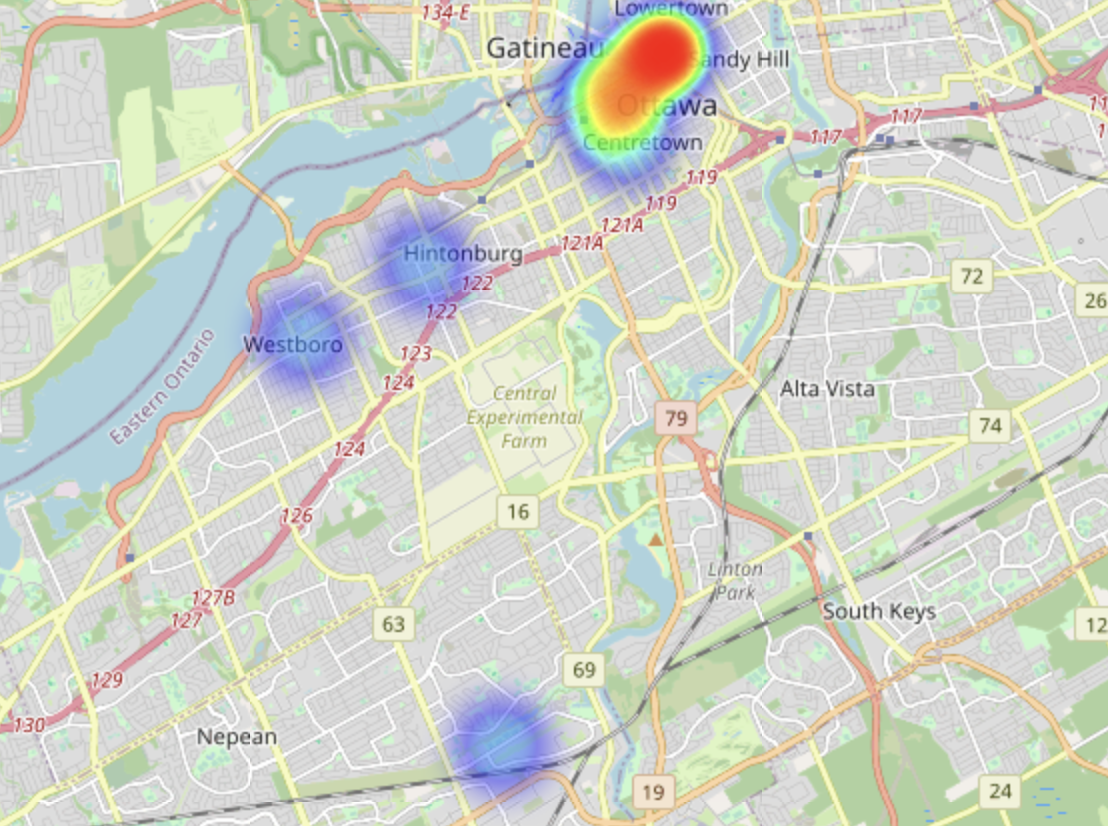 Lowertown
134-E
Gatineau
Sandy Hill
Ottawa
117
117
Centretown
119
119
121A
121A
Hintonburg
72
122
26
122
Westboro
123
Eastern Ontario
124
Alta Vista
Central
Experimental
Farm
79
74
124
16
126
Linton
Park
127B
South Keys
127
63
12
69
129
130
Nepean
19
24